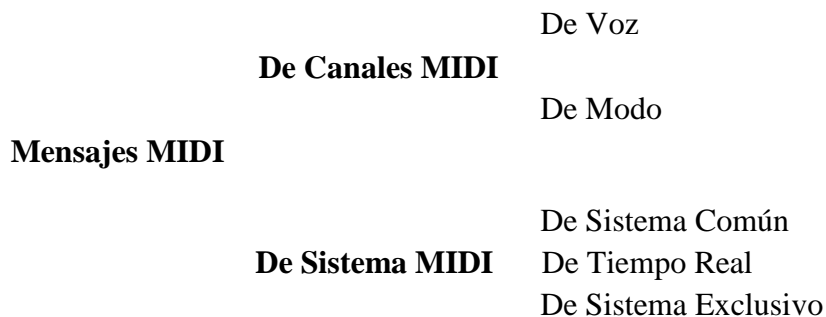 De Voz
De Canales MIDI
De Modo
Mensajes MIDI
De Sistema Común
De Sistema MIDI De Tiempo Real
De Sistema Exclusivo